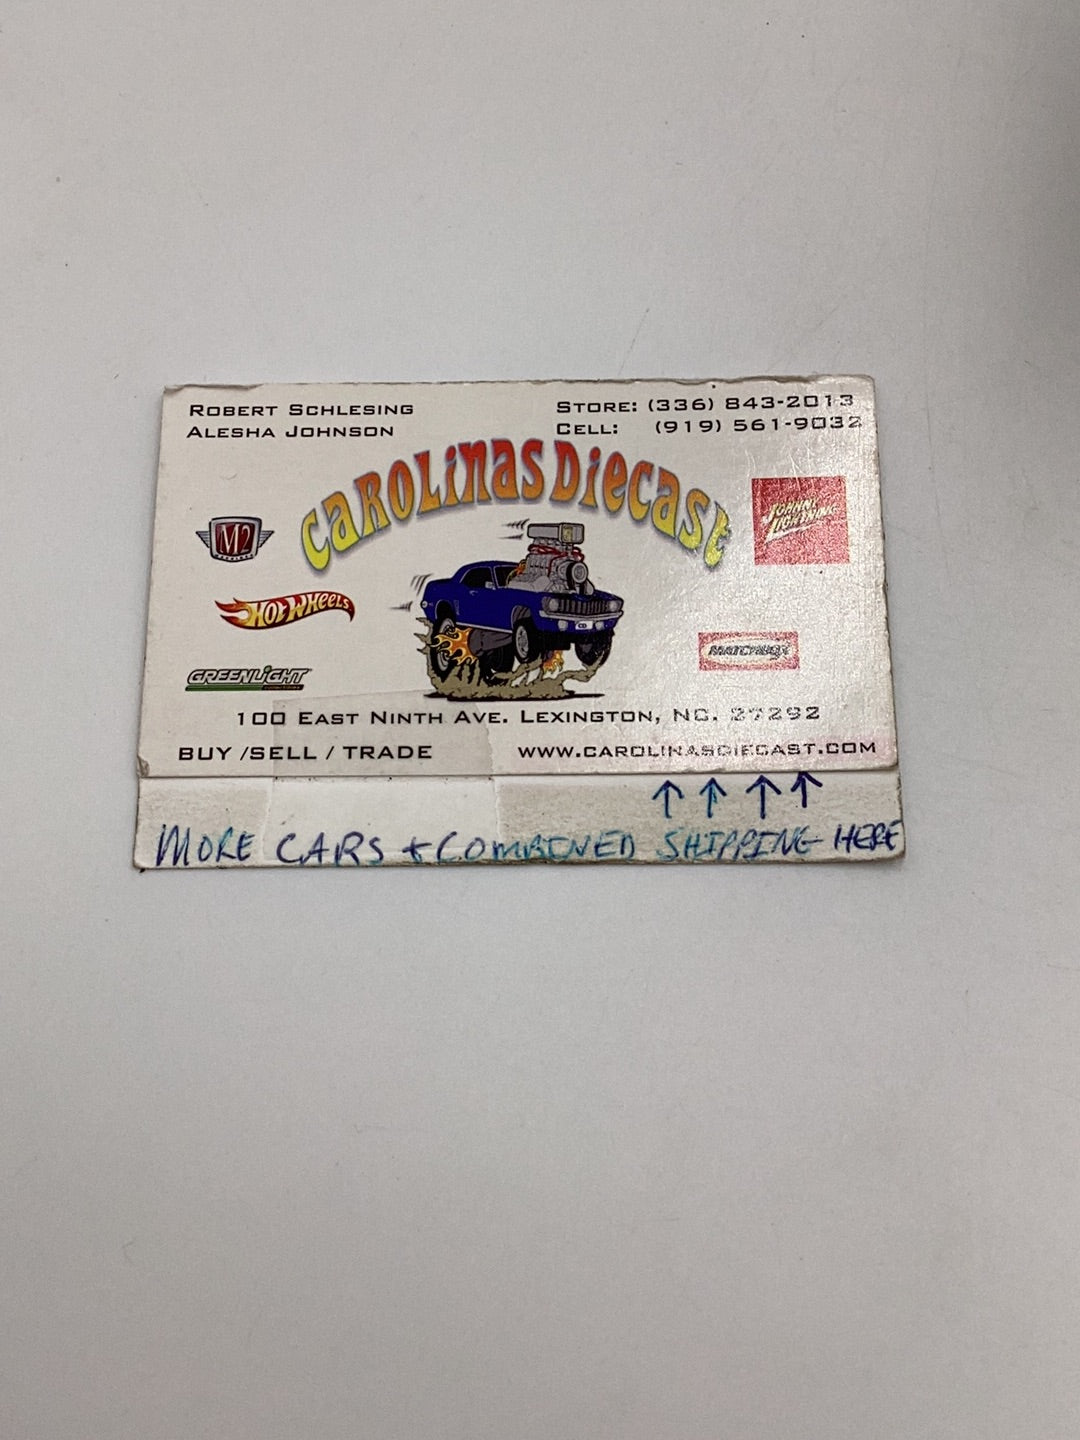 ROBERT SCHLESING
ALESHA JOHNSON
STORE: (336) 843-2013
CELL: (919) 561-9032
CAROLINAS DIECAST
M2
JOHNNY LIGHTNING
HOT WHEELS
CD
MATCHBOX
GREENLIGHT
100 EAST NINTH AVE. LEXINGTON, NC. 27292
BUY /SELL / TRADE
WWW.CAROLINASDIECAST.COM
MORE CARS + COMBINED SHIPPING HERE